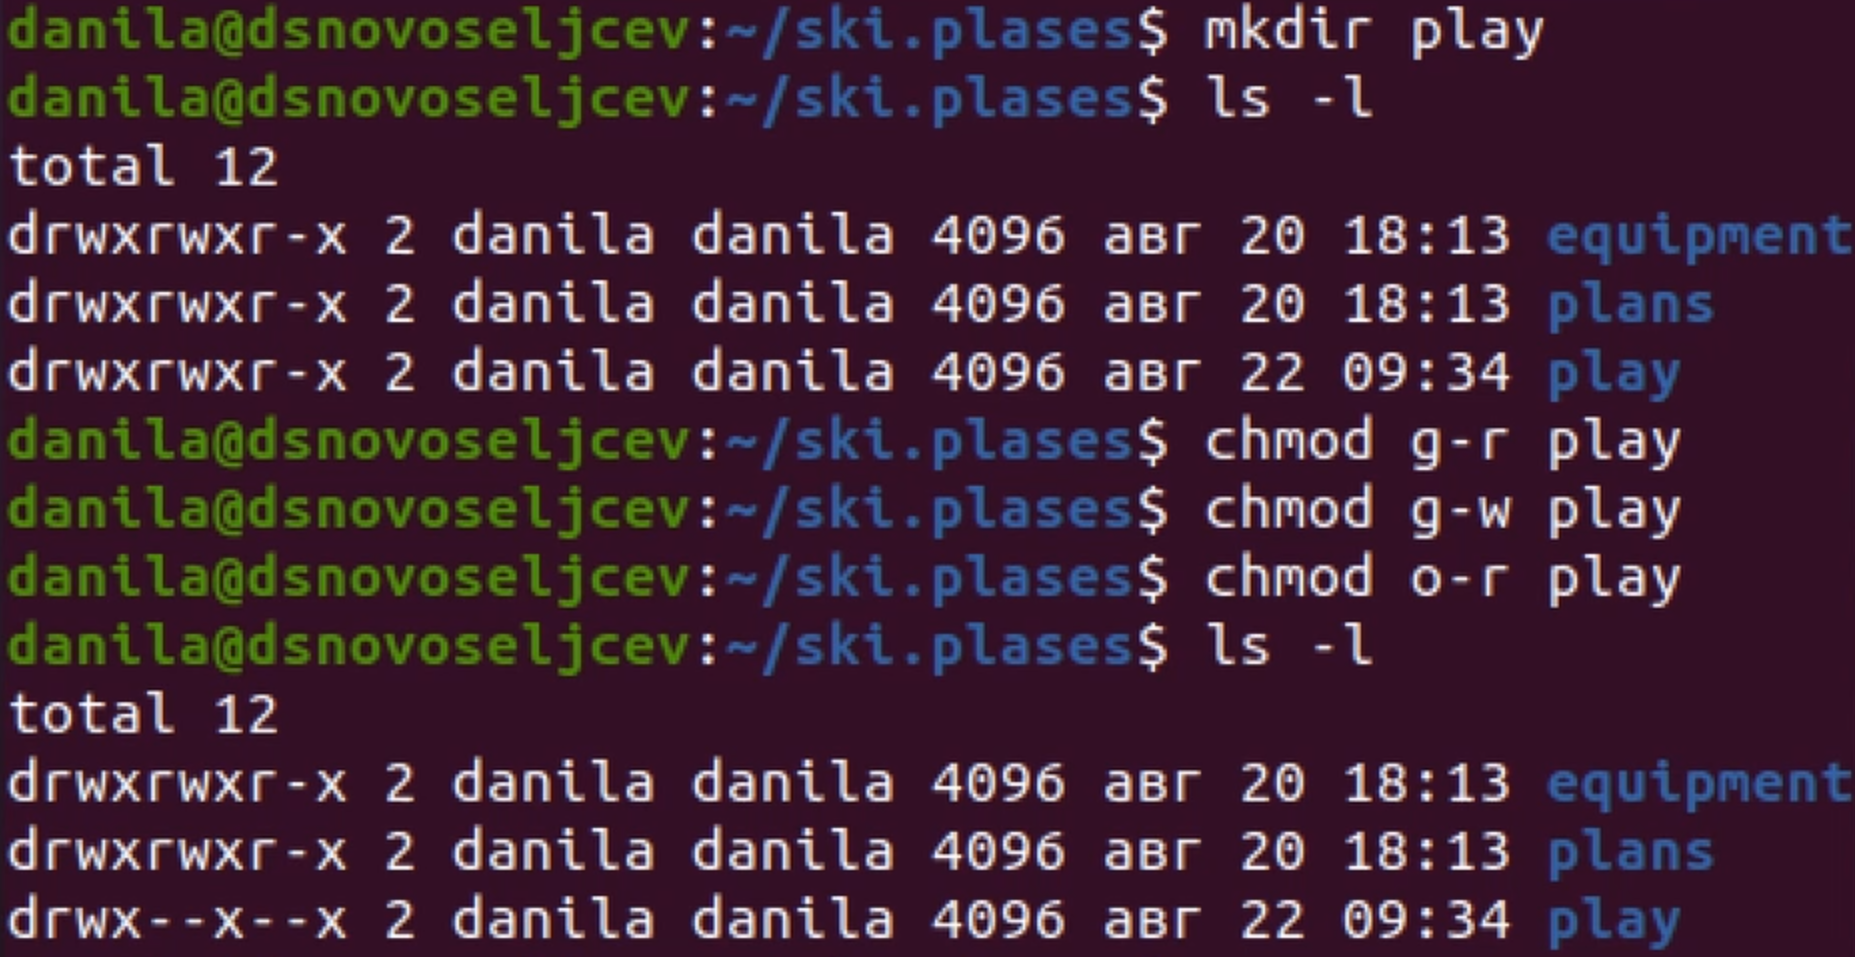 danila@dsnovoseljcev:~/ski.plases$ mkdir play
danila@dsnovoseljcev:~/ski.plases$ ls -l
total 12
drwxrwxr-x 2 danila danila 4096 авг 20 18:13 equipment
drwxrwxr-x 2 danila danila 4096 авг 20 18:13 plans
drwxrwxr-x 2 danila danila 4096 авг 22 09:34 play
danila@dsnovoseljcev:~/ski.plases$ chmod g-r play
danila@dsnovoseljcev:~/ski.plases$ chmod g-w play
danila@dsnovoseljcev:~/ski.plases$ chmod o-r play
danila@dsnovoseljcev:~/ski.plases$ ls -l
total 12
drwxrwxr-x 2 danila danila 4096 авг 20 18:13 equipment
drwxrwxr-x 2 danila danila 4096 авг 20 18:13 plans
drwx--x--x 2 danila danila 4096 авг 22 09:34 play